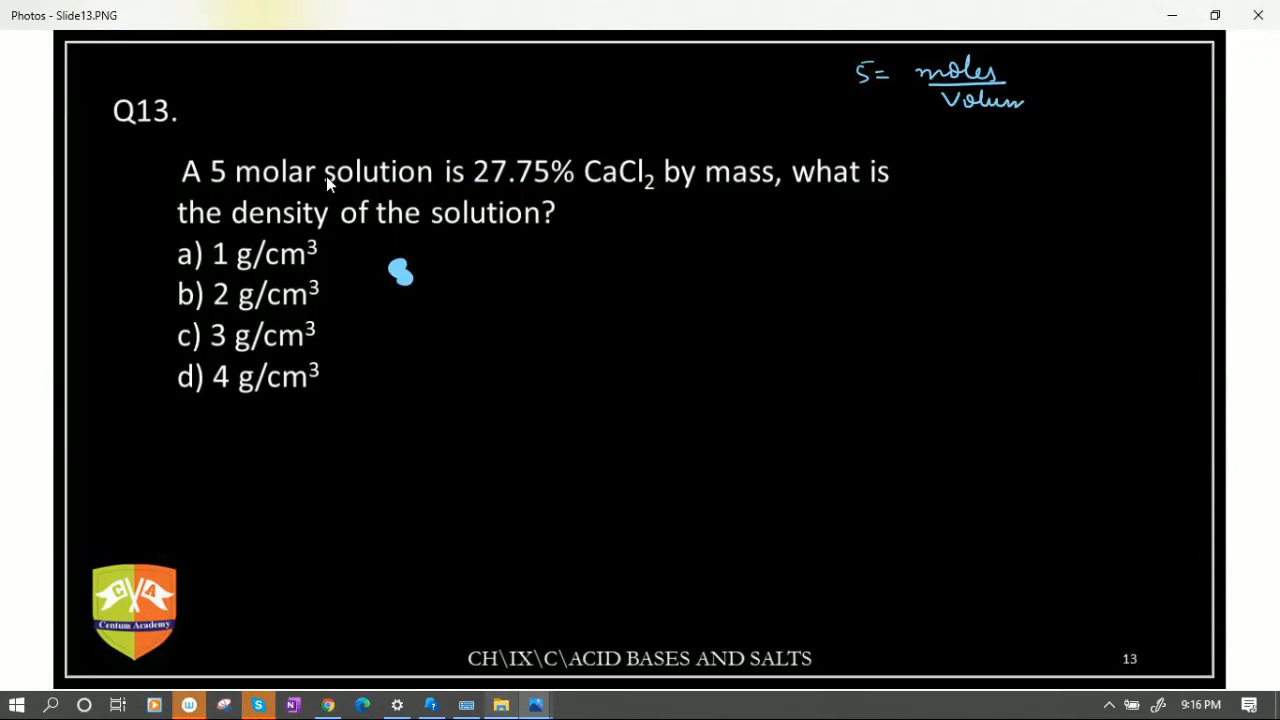 Photos - Slide13.PNG
5 = moles
Volum
Q13.
A 5 molar solution is 27.75% CaCl₂ by mass, what is
the density of the solution?
a) 1 g/cm³
b) 2 g/cm³
c) 3 g/cm³
d) 4 g/cm³
C A
Centum Academy
CH\IX\C\ACID BASES AND SALTS
13
9:16 PM